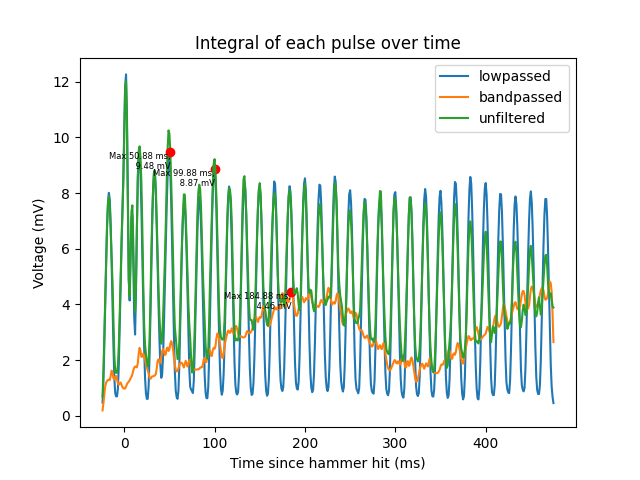 Integral of each pulse over time
lowpassed
bandpassed
unfiltered
12
10
8
6
4
2
0
Voltage (mV)
Max 50.88 ms,
9.48 mV
Max 99.88 ms,
8.87 mV
Max 184.88 ms,
4.46 mV
0 100 200 300 400
Time since hammer hit (ms)